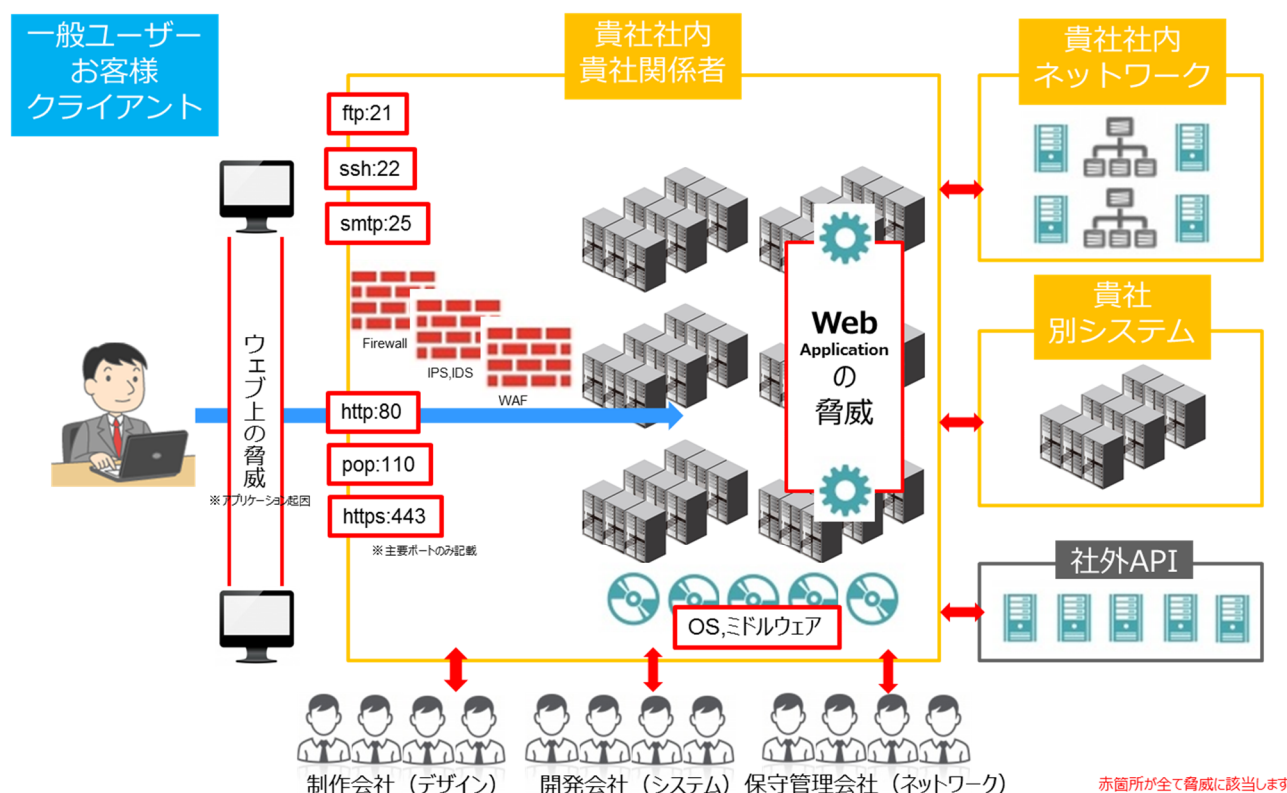 一般ユーザー
お客様
クライアント
貴社社内
貴社関係者
貴社社内
ネットワーク
ftp:21
ssh:22
smtp:25
Firewall
IPS,IDS
WAF
http:80
pop:110
https:443
※主要ポートのみ記載
ウェブ上の脅威
※アプリケーション起因
Web
Application
の
脅威
貴社
別システム
社外API
OS,ミドルウェア
制作会社（デザイン）
開発会社（システム）
保守管理会社（ネットワーク）
赤箇所が全て脅威に該当します